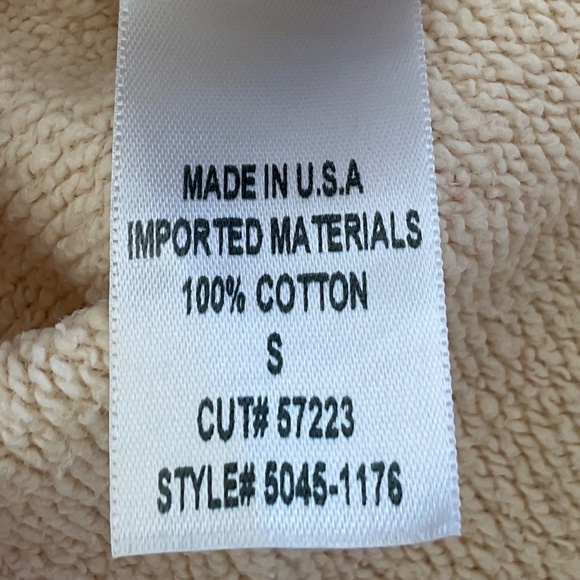 MADE IN U.S.A
IMPORTED MATERIALS
100% COTTON
S
CUT# 57223
STYLE# 5045-1176